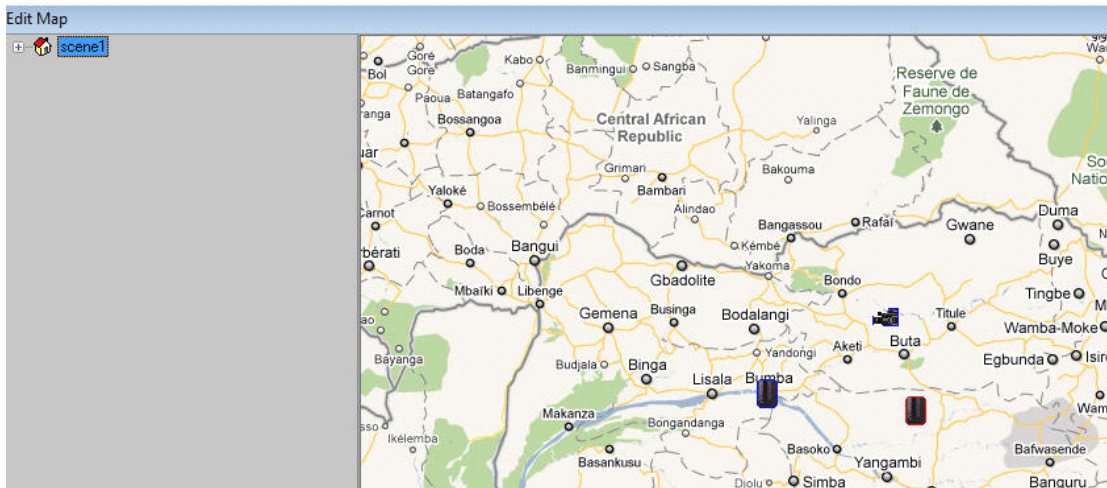 Edit Map
scene1
Goré
Goré
Bol
Kabo
Banmingui
Sangba
Paoua
Batangafo
Bossangoa
Central African
Republic
Yalinga
Reserve de
Faune de
Zemongo
Grimari
Bambari
Bakouma
Yaloké
Bossembélé
Alindao
Bangassou
Rafaï
Gwane
Duma
Buye
Kémbé
Yakoma
Boda
Bangui
Gbadolite
Bondo
Mbaïki
Libenge
Tingbe
Gemena
Businga
Bodalangi
Titule
Wamba-Moke
Bayanga
Budjala
Binga
Yandongi
Aketi
Buta
Egbunda
Lisala
Bumba
Makanza
Bongandanga
Ikélemba
Basankusu
Basoko
Yangambi
Bafwasende
Djolu
Simba
Banguru